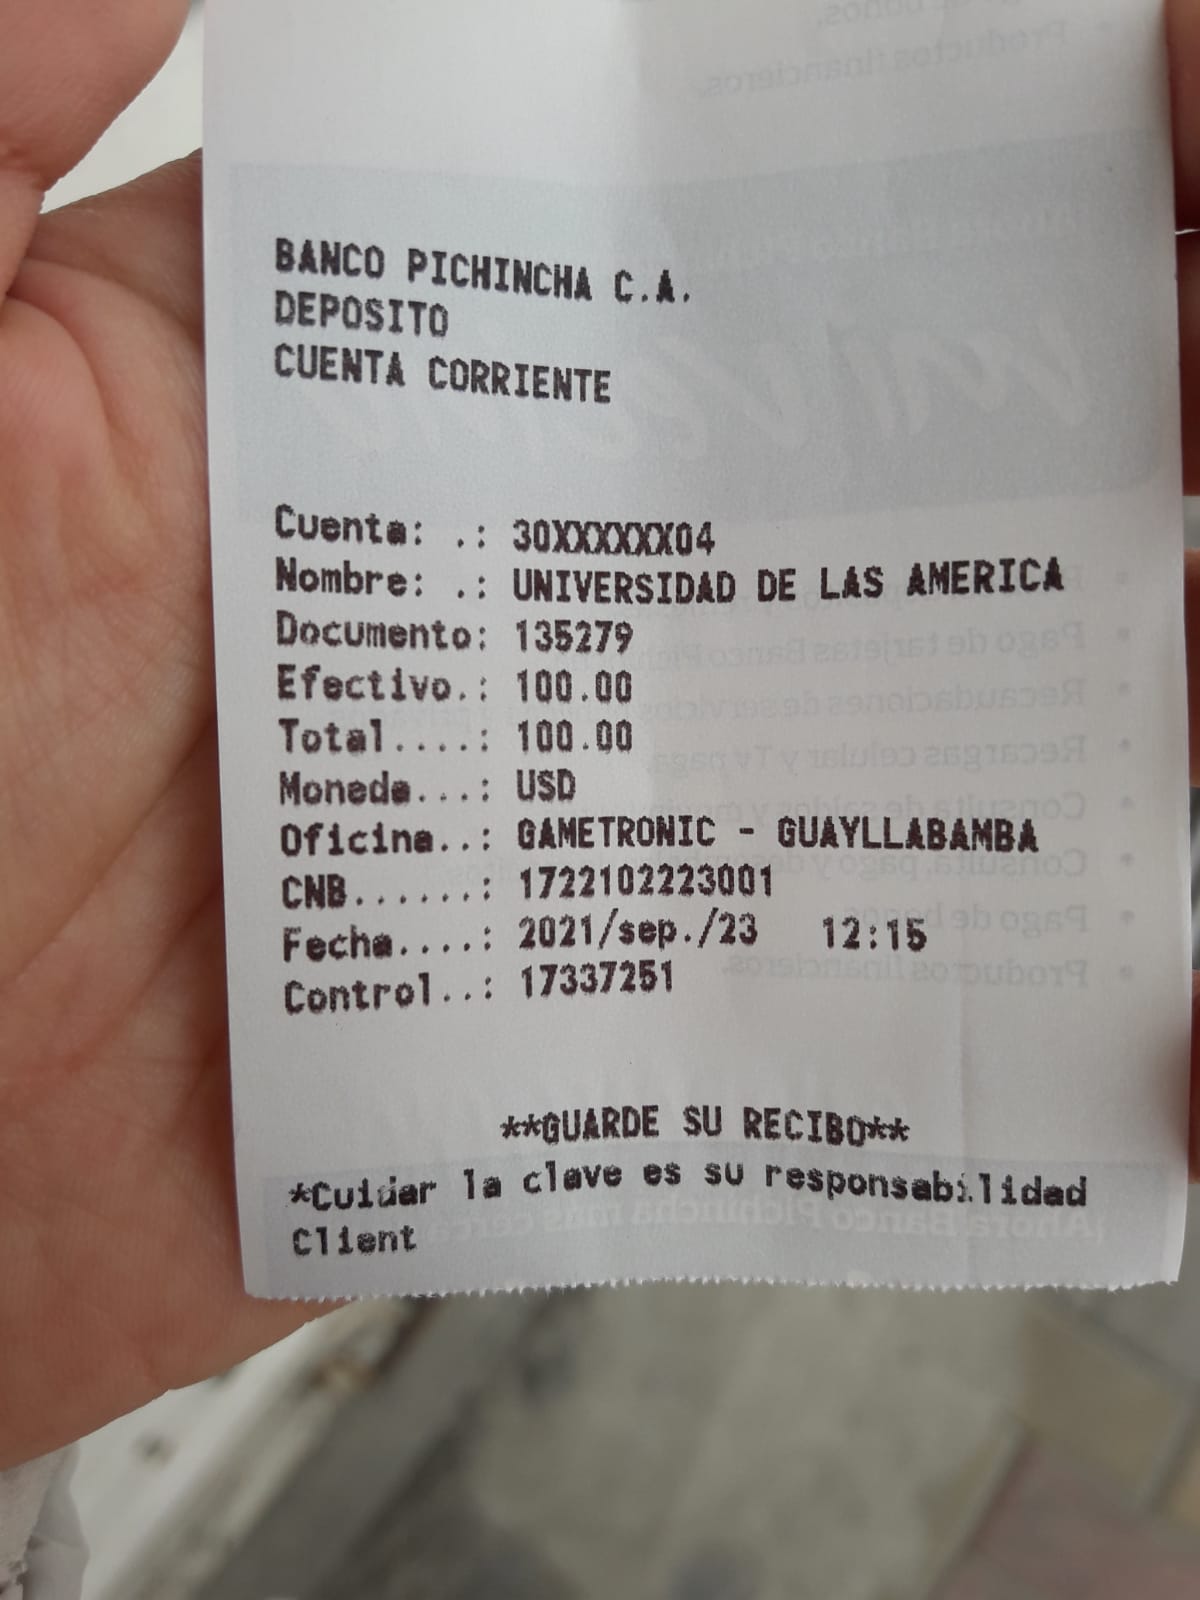 BANCO PICHINCHA C.A.
DEPOSITO
CUENTA CORRIENTE
Cuenta: .: 30XXXXXX04
Nombre: .: UNIVERSIDAD DE LAS AMERICA
Documento: 135279
Efectivo.: 100.00
Total....: 100.00
Moneda...: USD
Oficina..: GAMETRONIC - GUAYLLABAMBA
CNB......: 1722102223001
Fecha....: 2021/sep./23 12:15
Control..: 17337251
**GUARDE SU RECIBO**
*Cuidar la clave es su responsabilidad
Client